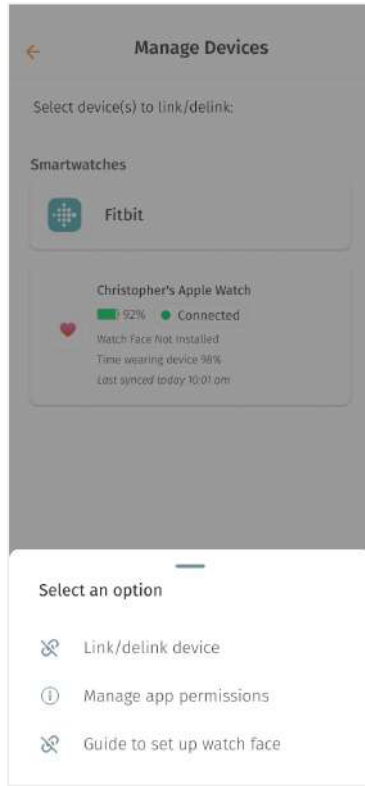 Manage Devices
Select device(s) to link/delink:
Smartwatches
Fitbit
Christopher's Apple Watch
92% Connected
Watch Face Not Installed
Time wearing device 98%
Last synced today 10:01 am
Select an option
Link/delink device
Manage app permissions
Guide to set up watch face